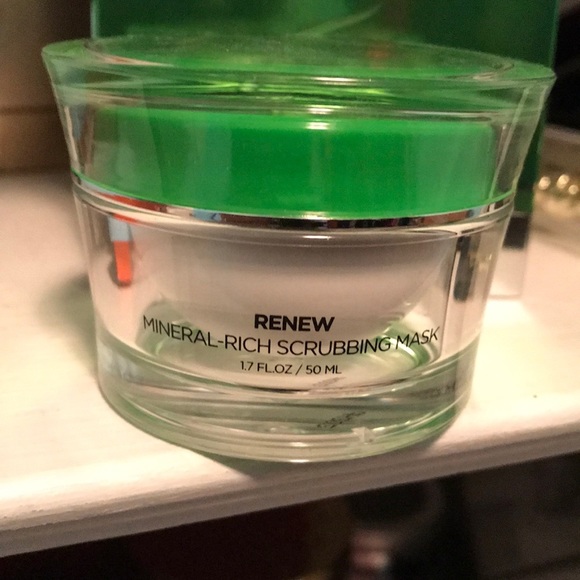 RENEW
MINERAL-RICH SCRUBBING MASK
1.7 FL.OZ / 50 ML